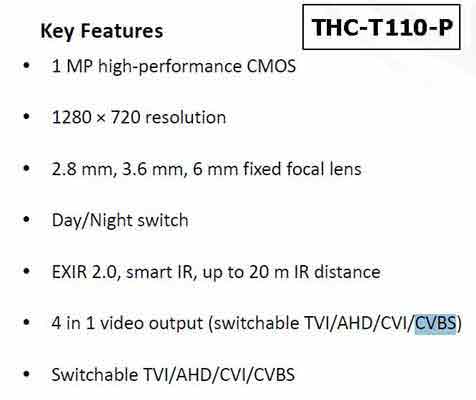 THC-T110-P
Key Features
• 1 MP high-performance CMOS
• 1280 × 720 resolution
• 2.8 mm, 3.6 mm, 6 mm fixed focal lens
• Day/Night switch
• EXIR 2.0, smart IR, up to 20 m IR distance
• 4 in 1 video output (switchable TVI/AHD/CVI/CVBS)
• Switchable TVI/AHD/CVI/CVBS